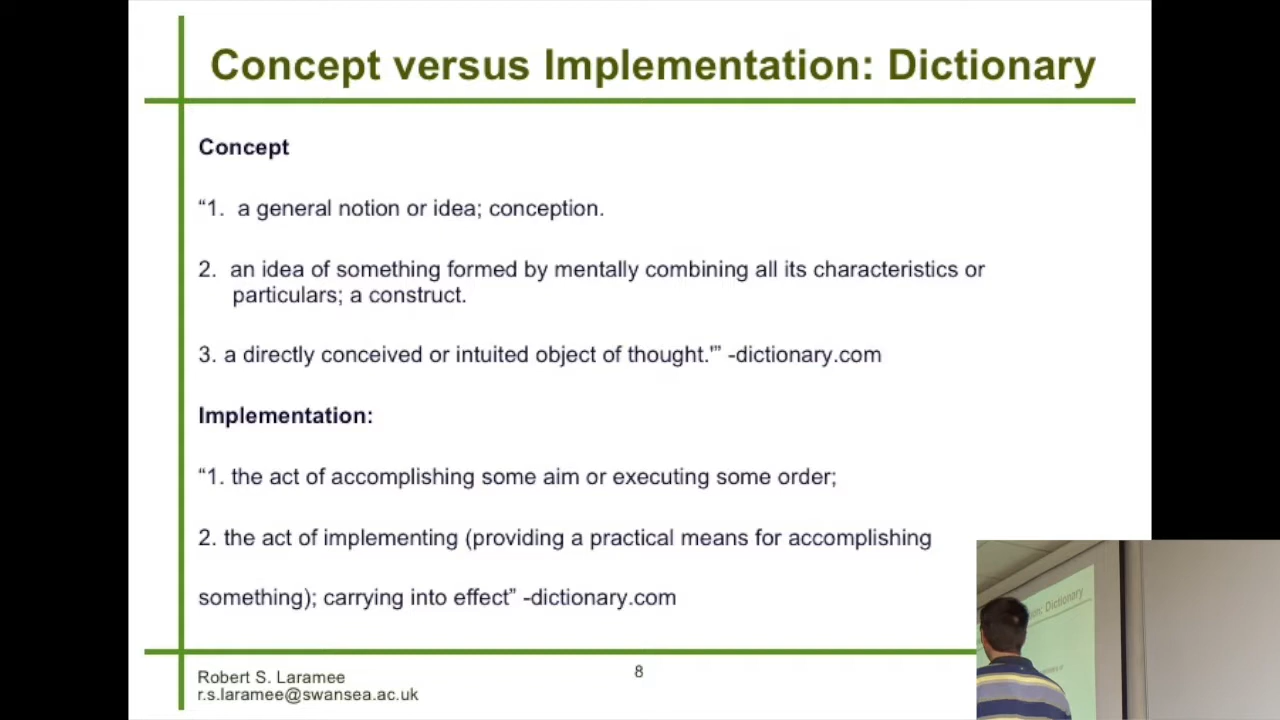 Concept versus Implementation: Dictionary
Concept
“1. a general notion or idea; conception.
2. an idea of something formed by mentally combining all its characteristics or
particulars; a construct.
3. a directly conceived or intuited object of thought.'” -dictionary.com
Implementation:
“1. the act of accomplishing some aim or executing some order;
2. the act of implementing (providing a practical means for accomplishing
something); carrying into effect” -dictionary.com
Robert S. Laramee
r.s.laramee@swansea.ac.uk
8
Dictionary